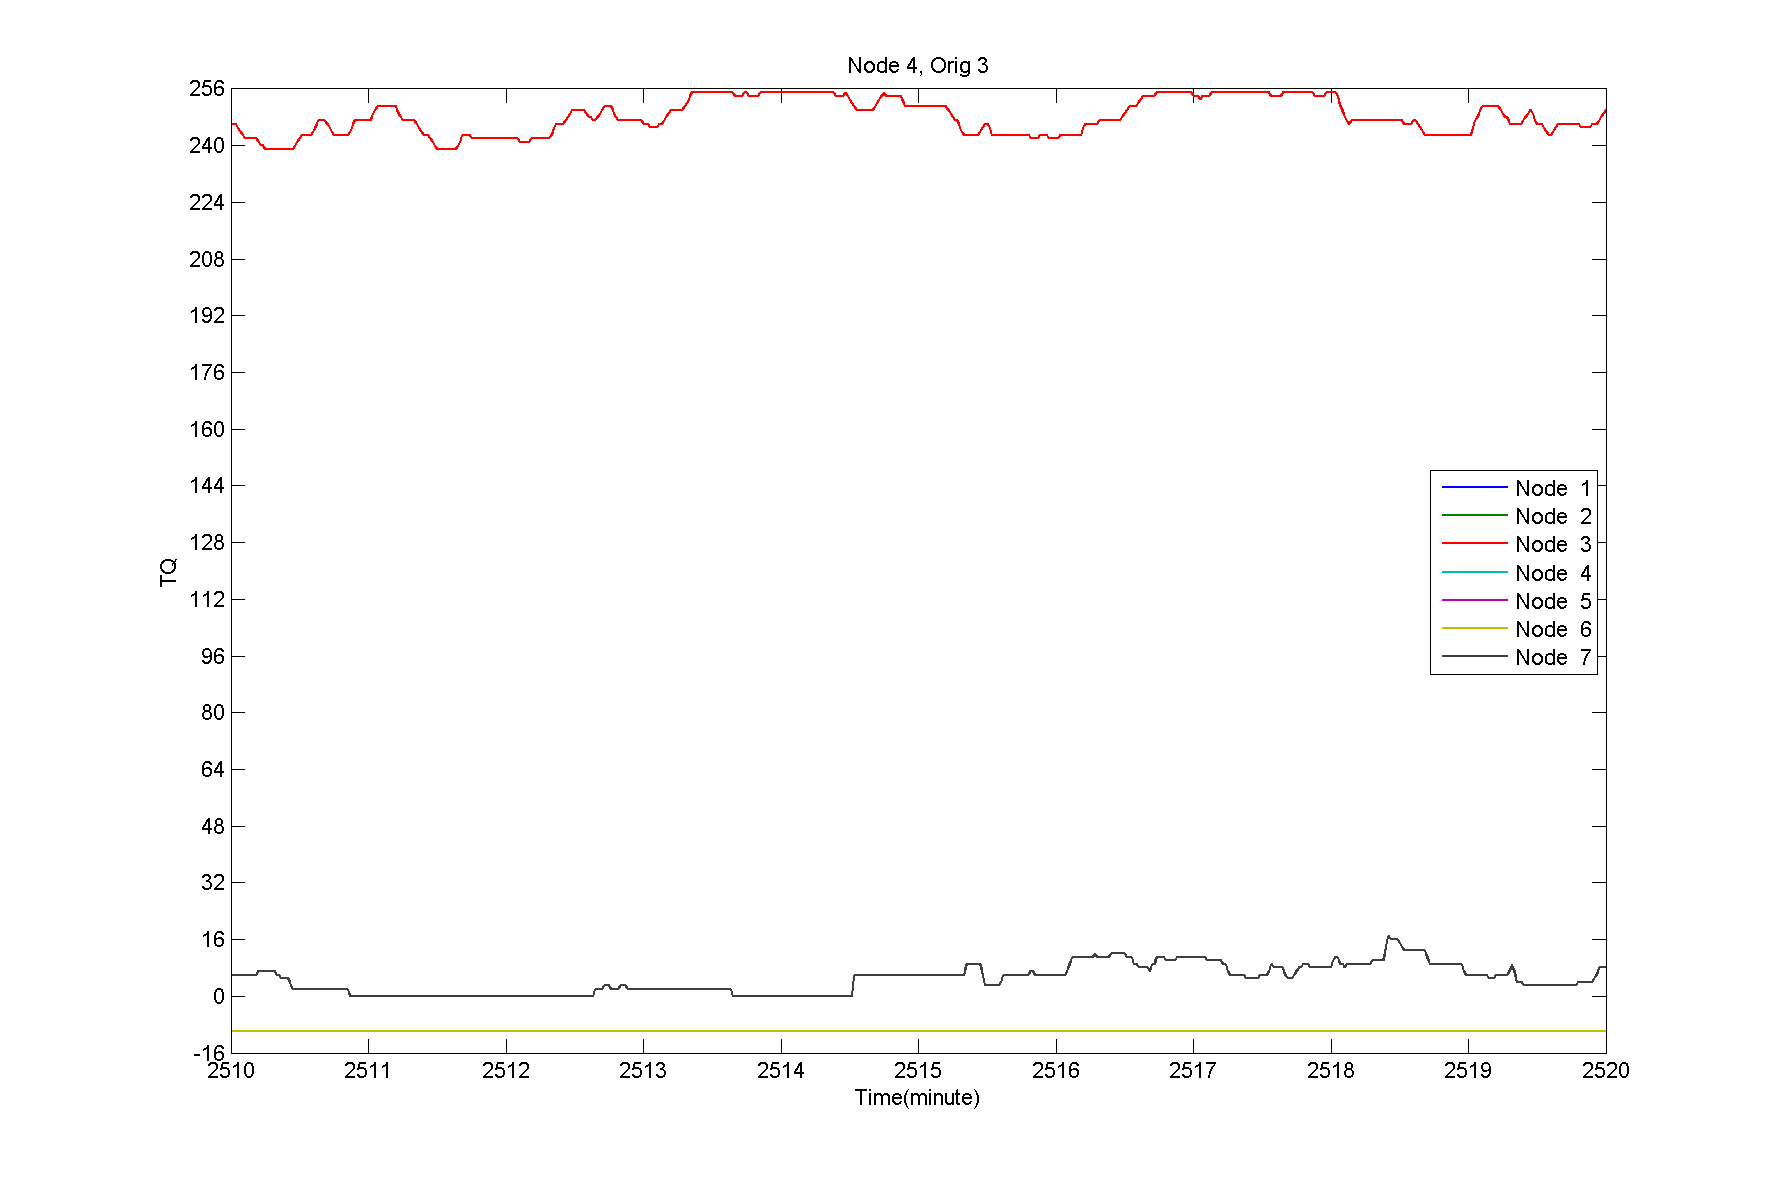 Node 4, Orig 3
256
240
224
208
192
176
160
144
128
112
96
80
64
48
32
16
0
-16
TQ
Node 1
Node 2
Node 3
Node 4
Node 5
Node 6
Node 7
2510 2511 2512 2513 2514 2515 2516 2517 2518 2519 2520
Time(minute)